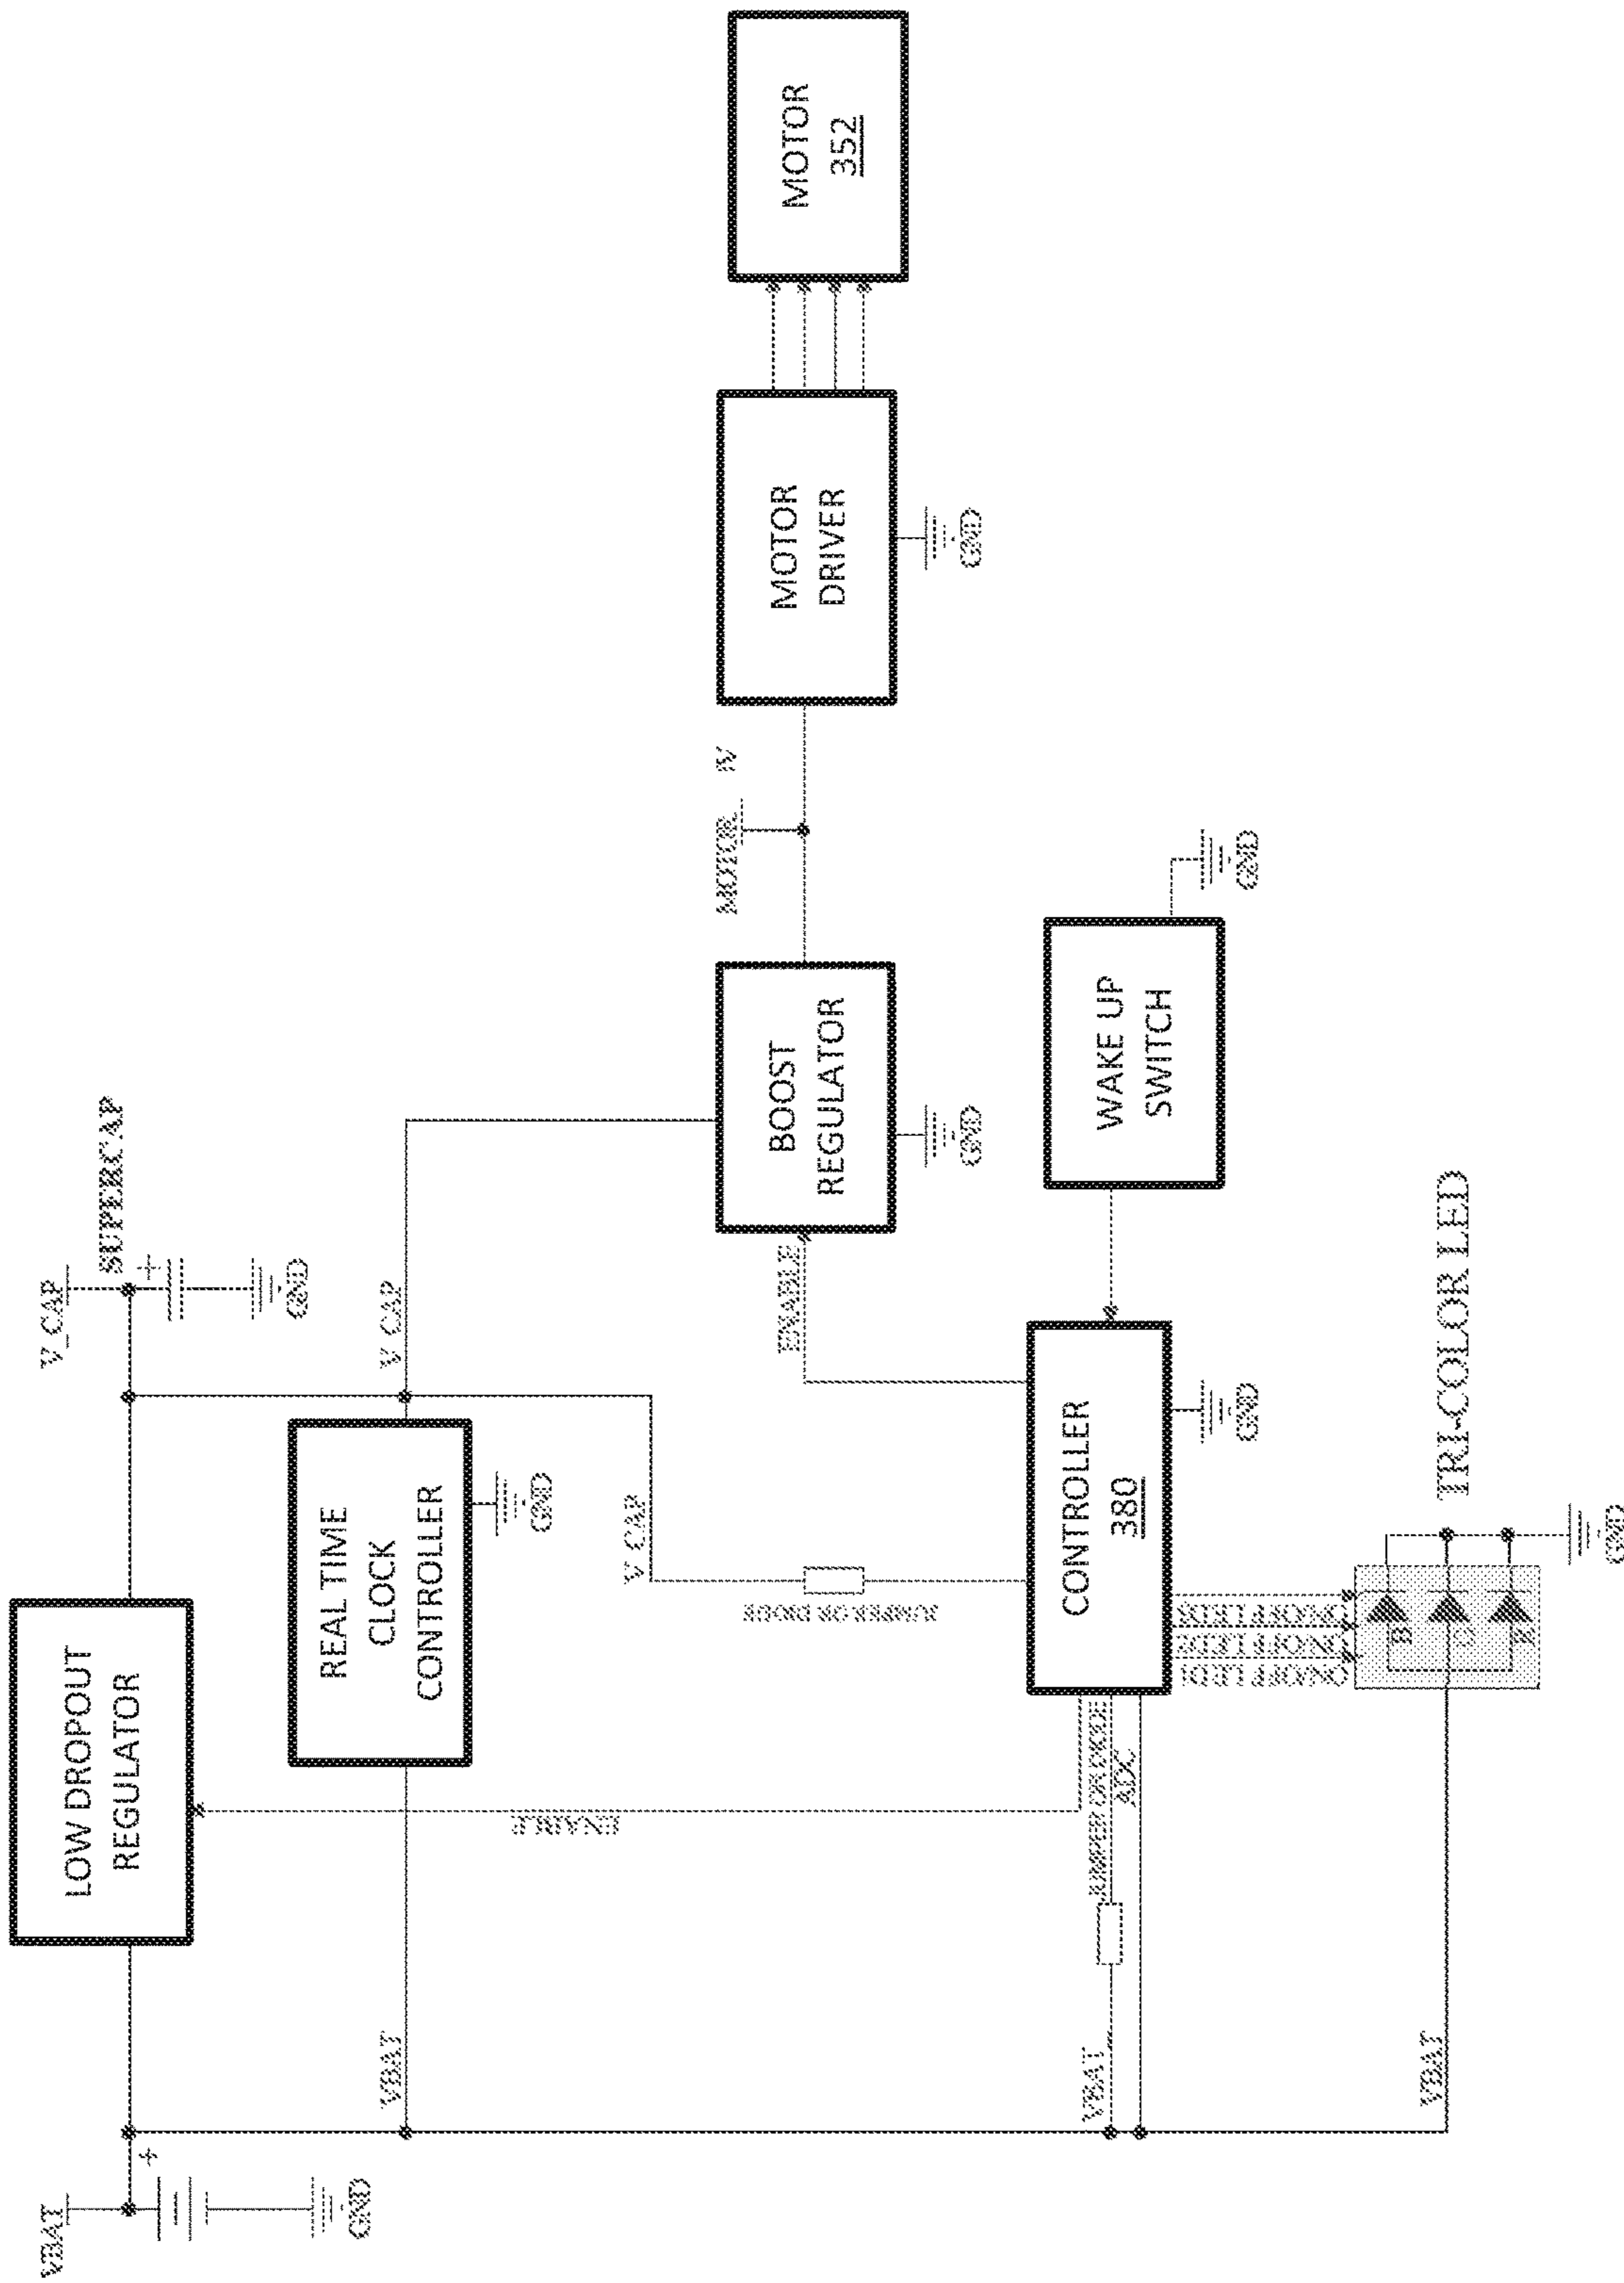 VBAT
GND
LOW DROPOUT
REGULATOR
V_CAP
SUPERCAP
GND
VBAT
REAL TIME
CLOCK
CONTROLLER
GND
V_CAP
ENABLE
V_CAP
JUMPER OR DIODE
BOOST
REGULATOR
GND
ENABLE
MOTOR V
MOTOR
DRIVER
GND
MOTOR
352
VBAT
JUMPER OR DIODE
ADC
CONTROLLER
380
GND
WAKE UP
SWITCH
GND
ON/OFF LED1
ON/OFF LED2
ON/OFF LED3
VBAT
B
G
R
GND
TRI-COLOR LED